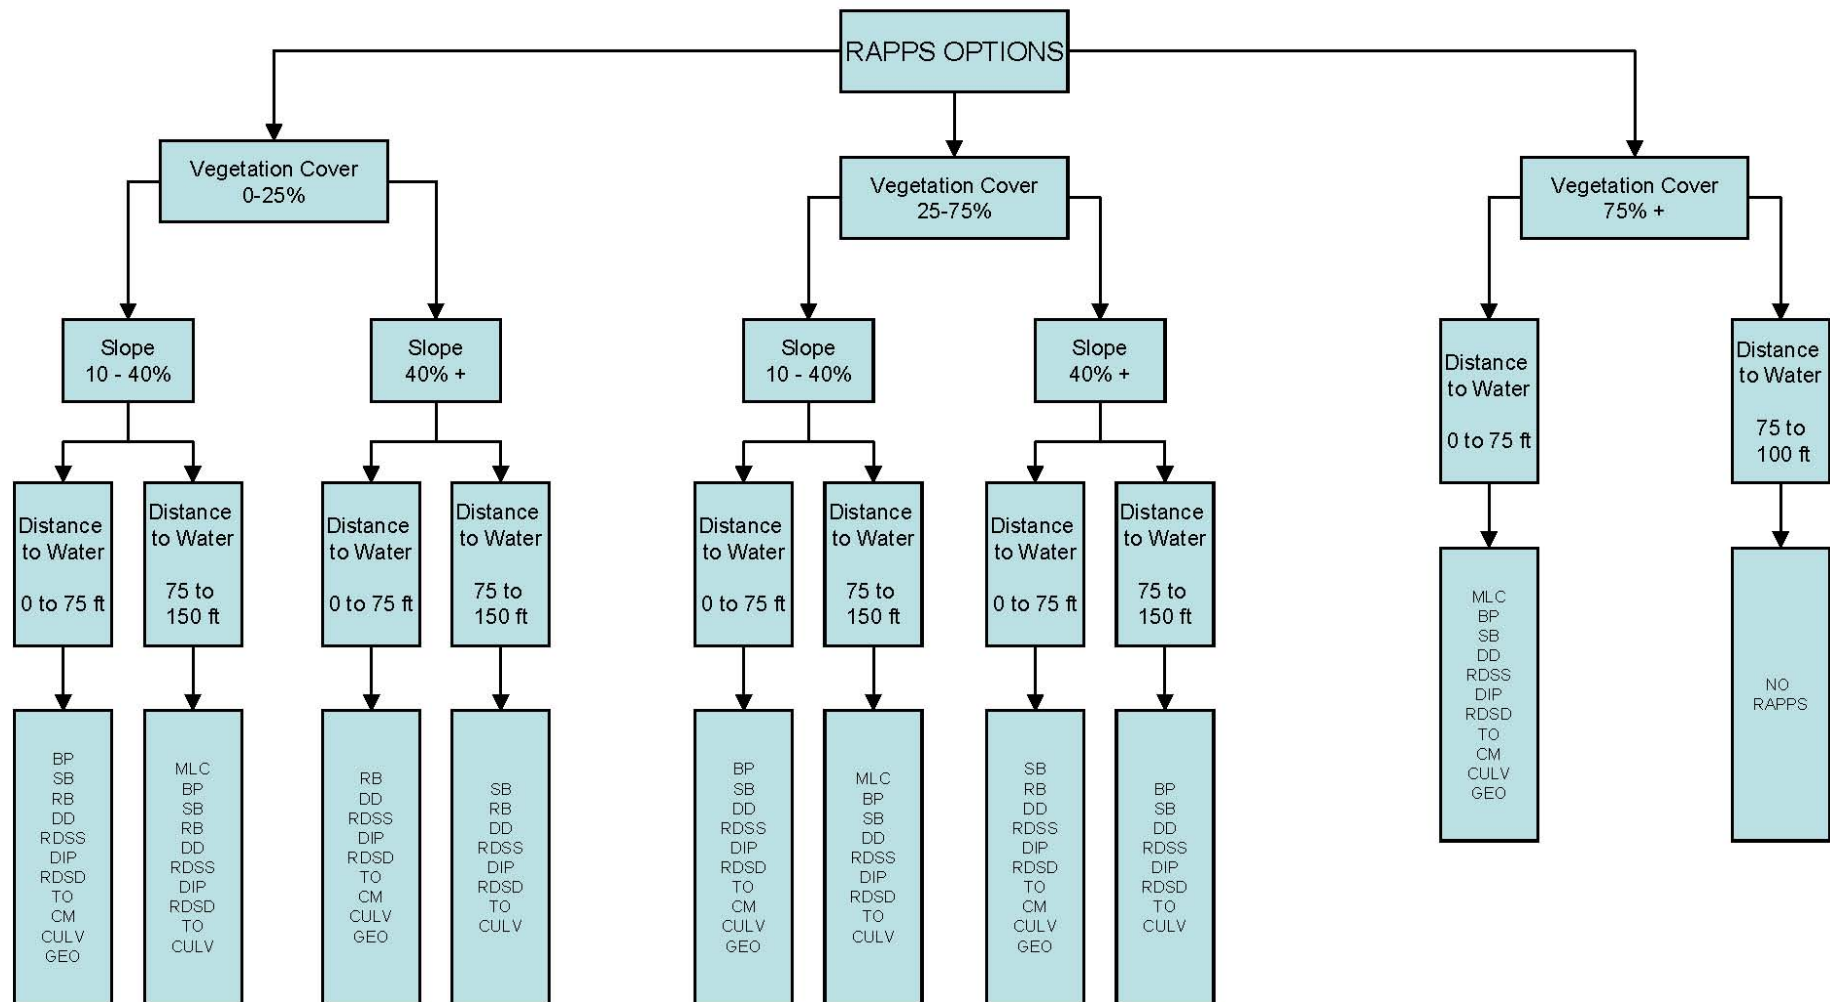 RAPPS OPTIONS
Vegetation Cover
0-25%
Vegetation Cover
25-75%
Vegetation Cover
75% +
Slope
10 - 40%
Slope
40% +
Slope
10 - 40%
Slope
40% +
Distance
to Water
0 to 75 ft
Distance
to Water
75 to
100 ft
Distance
to Water
0 to 75 ft
Distance
to Water
75 to
150 ft
Distance
to Water
0 to 75 ft
Distance
to Water
75 to
150 ft
Distance
to Water
0 to 75 ft
Distance
to Water
75 to
150 ft
Distance
to Water
0 to 75 ft
Distance
to Water
75 to
150 ft
BP
SB
RB
DD
RDSS
DIP
RDSD
TO
CM
CULV
GEO
MLC
BP
SB
RB
DD
RDSS
DIP
RDSD
TO
CULV
RB
DD
RDSS
DIP
RDSD
TO
CM
CULV
GEO
SB
RB
DD
RDSS
DIP
RDSD
TO
CULV
BP
SB
DD
RDSS
DIP
RDSD
TO
CM
CULV
GEO
MLC
BP
SB
DD
RDSS
DIP
RDSD
TO
CULV
SB
RB
DD
RDSS
DIP
RDSD
TO
CM
CULV
GEO
BP
SB
DD
RDSS
DIP
RDSD
TO
CULV
MLC
BP
SB
DD
RDSS
DIP
RDSD
TO
CM
CULV
GEO
NO
RAPPS